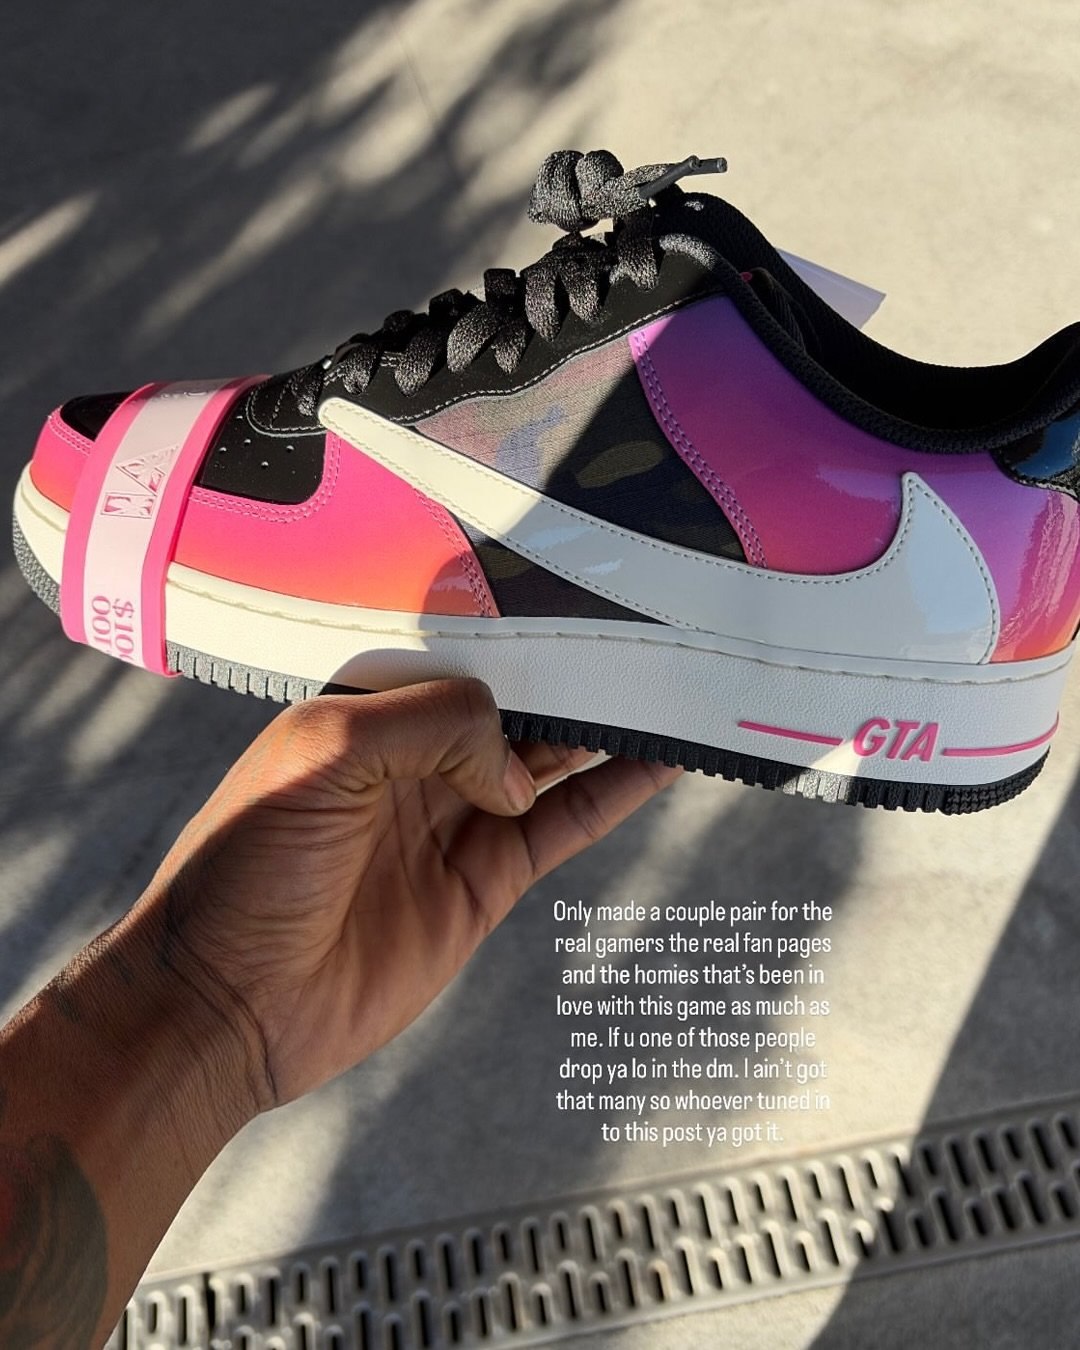 GTA
$100
100
Only made a couple pair for the
real gamers the real fan pages
and the homies that's been in
love with this game as much as
me. If u one of those people
drop ya lo in the dm. I ain't got
that many so whoever tuned in
to this post ya got it.